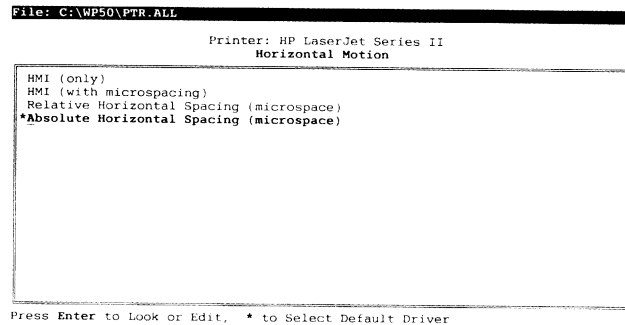 File: C:\WP50\PTR.ALL
Printer: HP LaserJet Series II
Horizontal Motion
HMI (only)
HMI (with microspacing)
Relative Horizontal Spacing (microspace)
*Absolute Horizontal Spacing (microspace)
Press Enter to Look or Edit, * to Select Default Driver